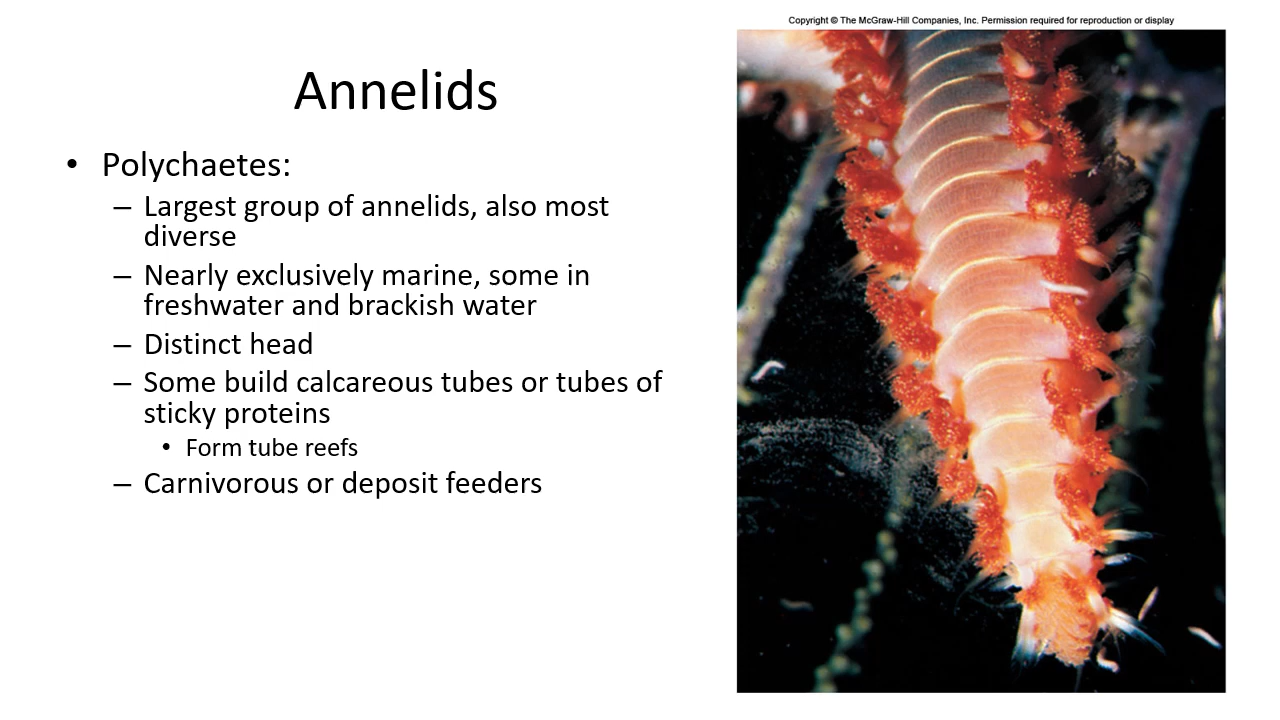 Copyright © The McGraw-Hill Companies, Inc. Permission required for reproduction or display
Annelids
• Polychaetes:
– Largest group of annelids, also most
diverse
– Nearly exclusively marine, some in
freshwater and brackish water
– Distinct head
– Some build calcareous tubes or tubes of
sticky proteins
• Form tube reefs
– Carnivorous or deposit feeders